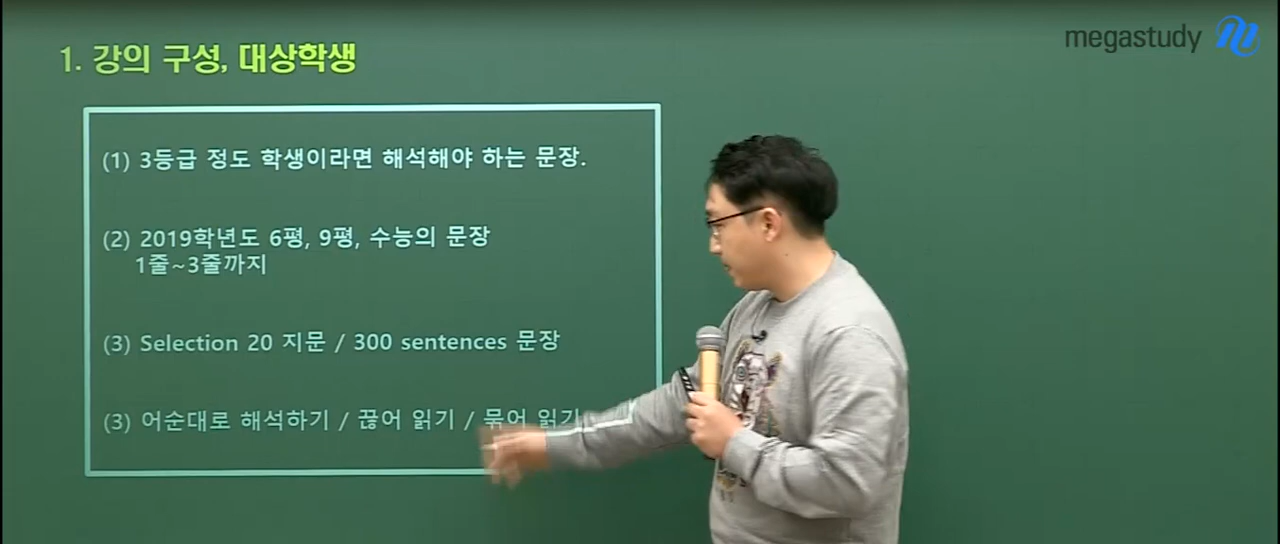 megastudy
1. 강의 구성, 대상학생
(1) 3등급 정도 학생이라면 해석해야 하는 문장.
(2) 2019학년도 6평, 9평, 수능의 문장
1줄~3줄까지
(3) Selection 20 지문 / 300 sentences 문장
(3) 어순대로 해석하기 / 끊어 읽기 / 묶어 읽기